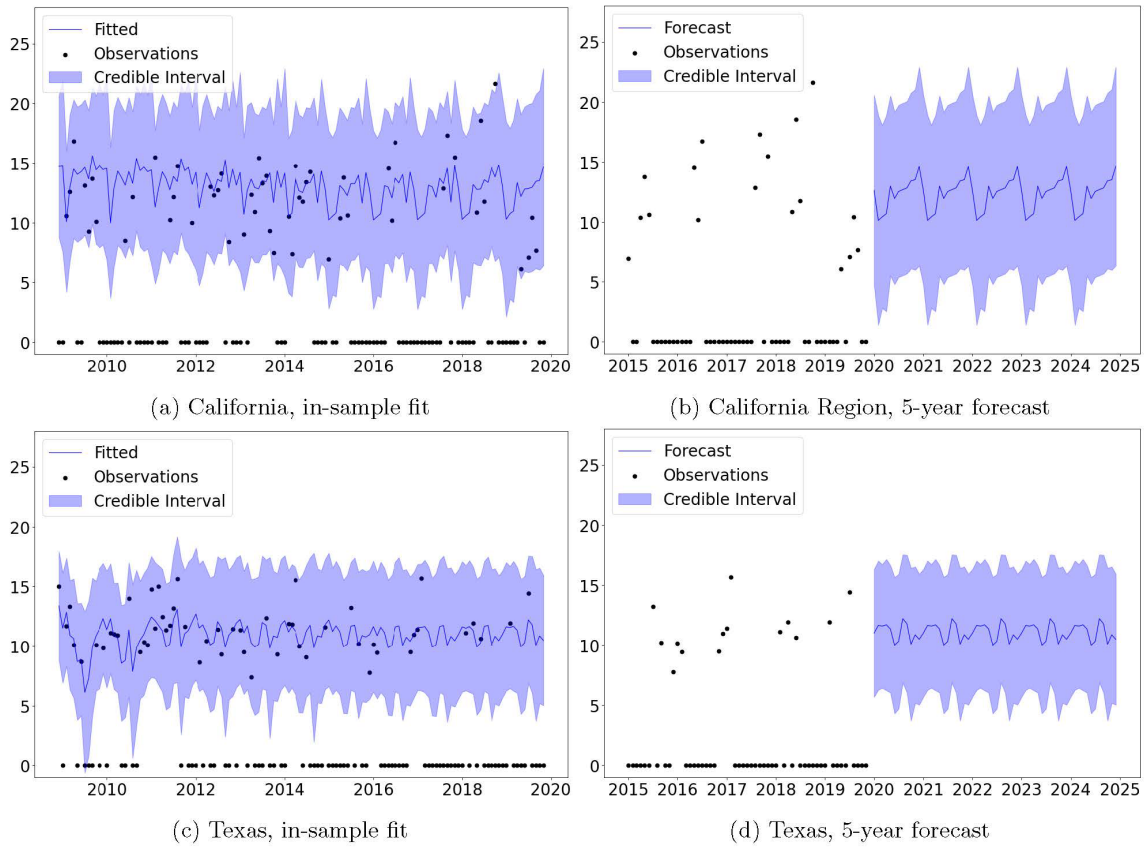 Fitted
Observations
Credible Interval
25
20
15
10
5
0
2010 2012 2014 2016 2018 2020
(a) California, in-sample fit
Forecast
Observations
Credible Interval
25
20
15
10
5
0
2015 2016 2017 2018 2019 2020 2021 2022 2023 2024 2025
(b) California Region, 5-year forecast
Fitted
Observations
Credible Interval
25
20
15
10
5
0
2010 2012 2014 2016 2018 2020
(c) Texas, in-sample fit
Forecast
Observations
Credible Interval
25
20
15
10
5
0
2015 2016 2017 2018 2019 2020 2021 2022 2023 2024 2025
(d) Texas, 5-year forecast